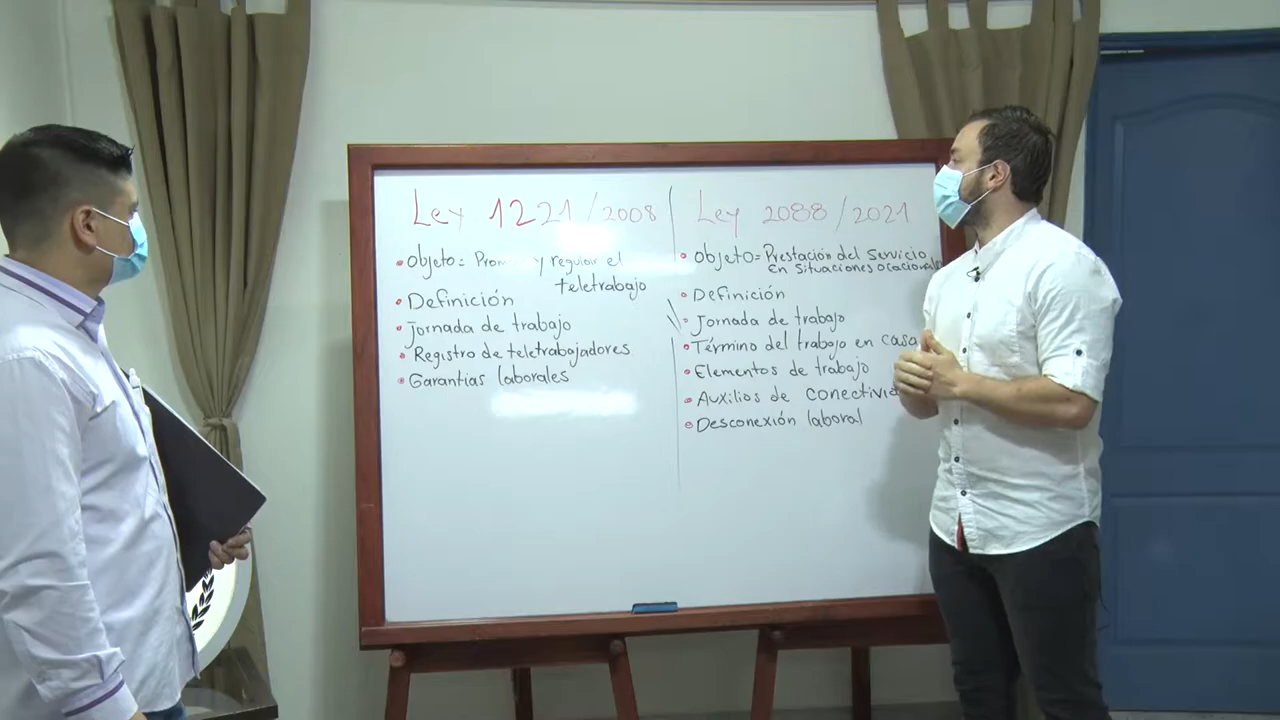 Ley 1221/2008
• Objeto= y regular el
teletrabajo
• Definición
• Jornada de trabajo
• Registro de teletrabajadores
• Garantias laborales
Ley 2088/2021
• Objeto= Prestación del servicio
en situaciones ocacionales
• Definición
• Jornada de trabajo
• Término del trabajo en casa
• Elementos de trabajo
• Auxilios de
• Desconexión laboral